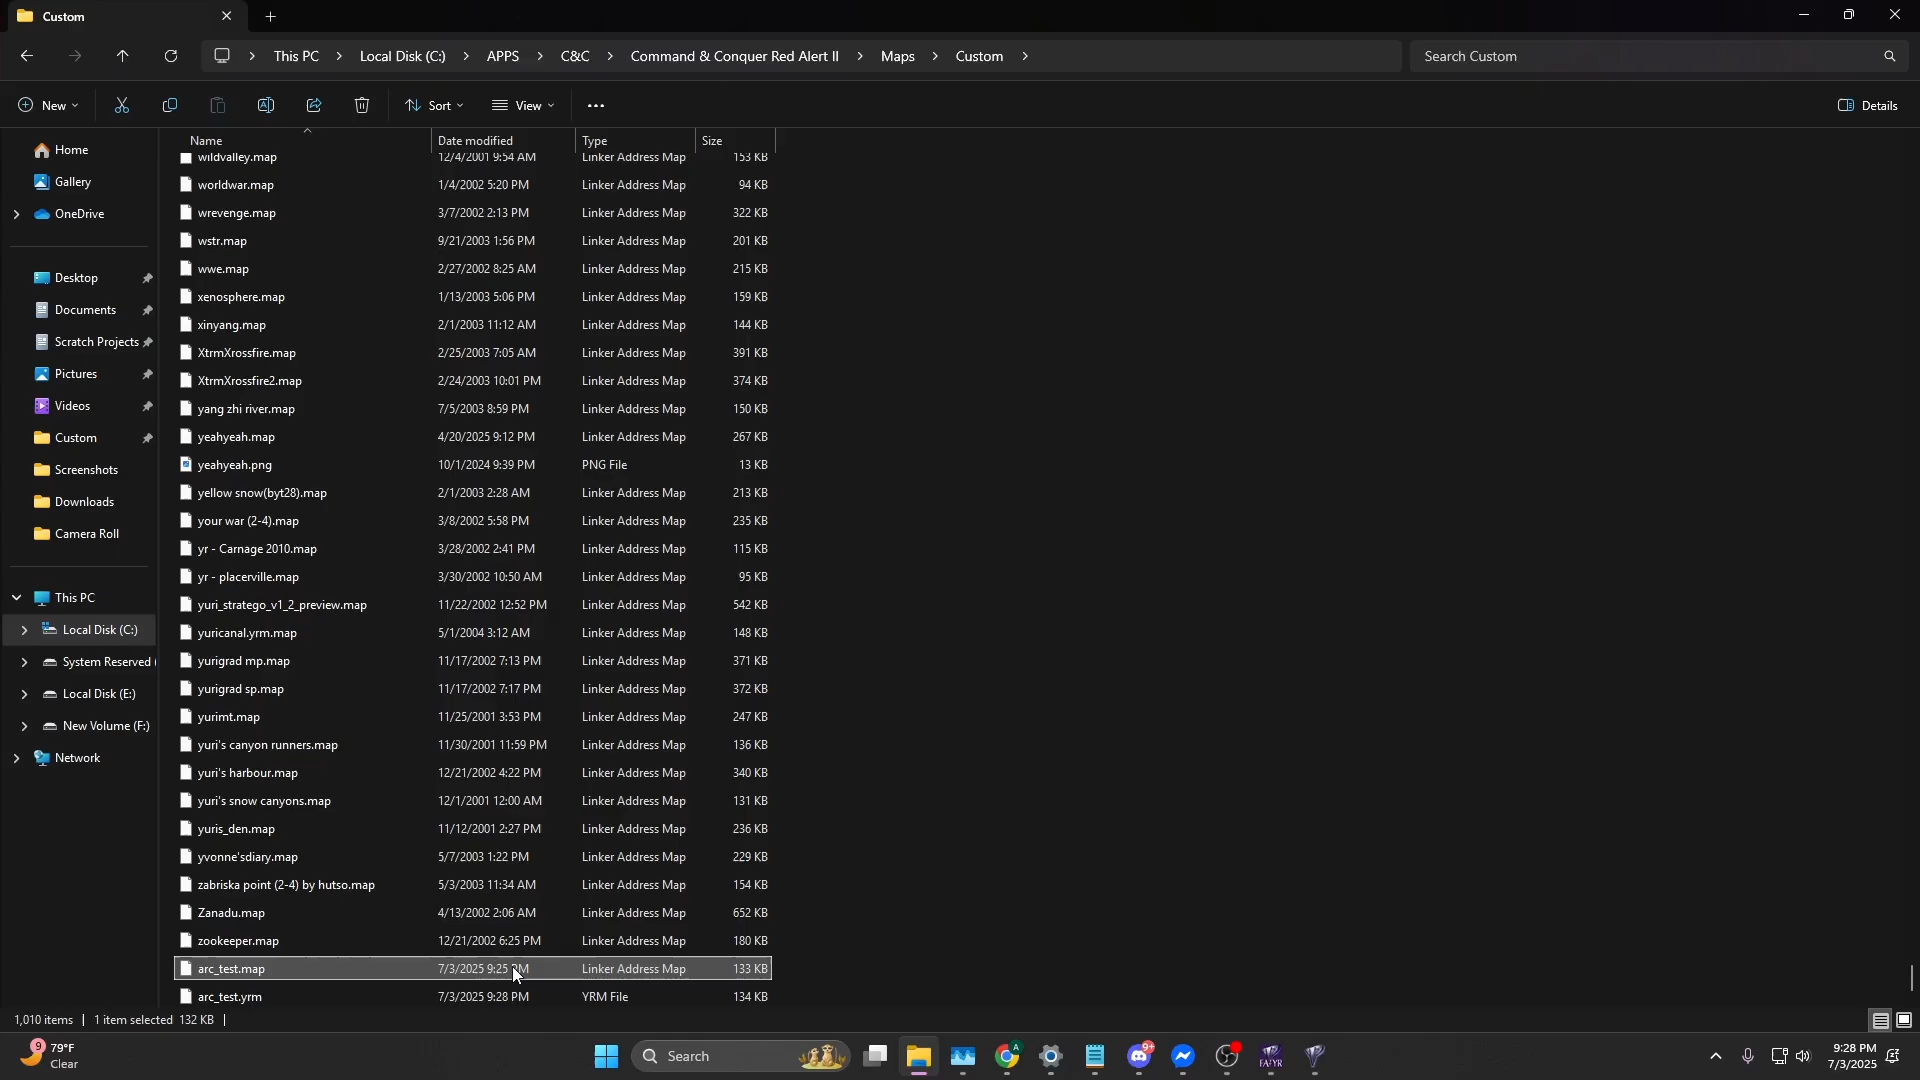 Custom
This PC > Local Disk (C:) > APPS > C&C > Command & Conquer Red Alert II > Maps > Custom >
Search Custom
New
Sort
View
Details
Home
Gallery
OneDrive
Desktop
Documents
Scratch Projects
Pictures
Videos
Custom
Screenshots
Downloads
Camera Roll
This PC
Local Disk (C:)
System Reserved (
Local Disk (E:)
New Volume (F:)
Network
Name Date modified Type Size
wildvalley.map 12/4/2001 9:54 AM Linker Address Map 153 KB
worldwar.map 1/4/2002 5:20 PM Linker Address Map 94 KB
wrevenge.map 3/7/2002 2:13 PM Linker Address Map 322 KB
wstr.map 9/21/2003 1:56 PM Linker Address Map 201 KB
wwe.map 2/27/2002 8:25 AM Linker Address Map 215 KB
xenosphere.map 1/13/2003 5:06 PM Linker Address Map 159 KB
xinyang.map 2/1/2003 11:12 AM Linker Address Map 144 KB
XtrmXrossfire.map 2/25/2003 7:05 AM Linker Address Map 391 KB
XtrmXrossfire2.map 2/24/2003 10:01 PM Linker Address Map 374 KB
yang zhi river.map 7/5/2003 8:59 PM Linker Address Map 150 KB
yeahyeah.map 4/20/2025 9:12 PM Linker Address Map 267 KB
yeahyeah.png 10/1/2024 9:39 PM PNG File 13 KB
yellow snow(byt28).map 2/1/2003 2:28 AM Linker Address Map 213 KB
your war (2-4).map 3/8/2002 5:58 PM Linker Address Map 235 KB
yr - Carnage 2010.map 3/28/2002 2:41 PM Linker Address Map 115 KB
yr - placerville.map 3/30/2002 10:50 AM Linker Address Map 95 KB
yuri_stratego_v1_2_preview.map 11/22/2002 12:52 PM Linker Address Map 542 KB
yuricanal.yrm.map 5/1/2004 3:12 AM Linker Address Map 148 KB
yurigrad mp.map 11/17/2002 7:13 PM Linker Address Map 371 KB
yurigrad sp.map 11/17/2002 7:17 PM Linker Address Map 372 KB
yurimt.map 11/25/2001 3:53 PM Linker Address Map 247 KB
yuri's canyon runners.map 11/30/2001 11:59 PM Linker Address Map 136 KB
yuri's harbour.map 12/21/2002 4:22 PM Linker Address Map 340 KB
yuri's snow canyons.map 12/1/2001 12:00 AM Linker Address Map 131 KB
yuris_den.map 11/12/2001 2:27 PM Linker Address Map 236 KB
yvonne'sdiary.map 5/7/2003 1:22 PM Linker Address Map 229 KB
zabriska point (2-4) by hutso.map 5/3/2003 11:34 AM Linker Address Map 154 KB
Zanadu.map 4/13/2002 2:06 AM Linker Address Map 652 KB
zookeeper.map 12/21/2002 6:25 PM Linker Address Map 180 KB
arc_test.map 7/3/2025 9:25 PM Linker Address Map 133 KB
arc_test.yrm 7/3/2025 9:28 PM YRM File 134 KB
1,010 items | 1 item selected 132 KB |
9
79°F
Clear
Search
A
9+
FA2YR
9:28 PM
7/3/2025